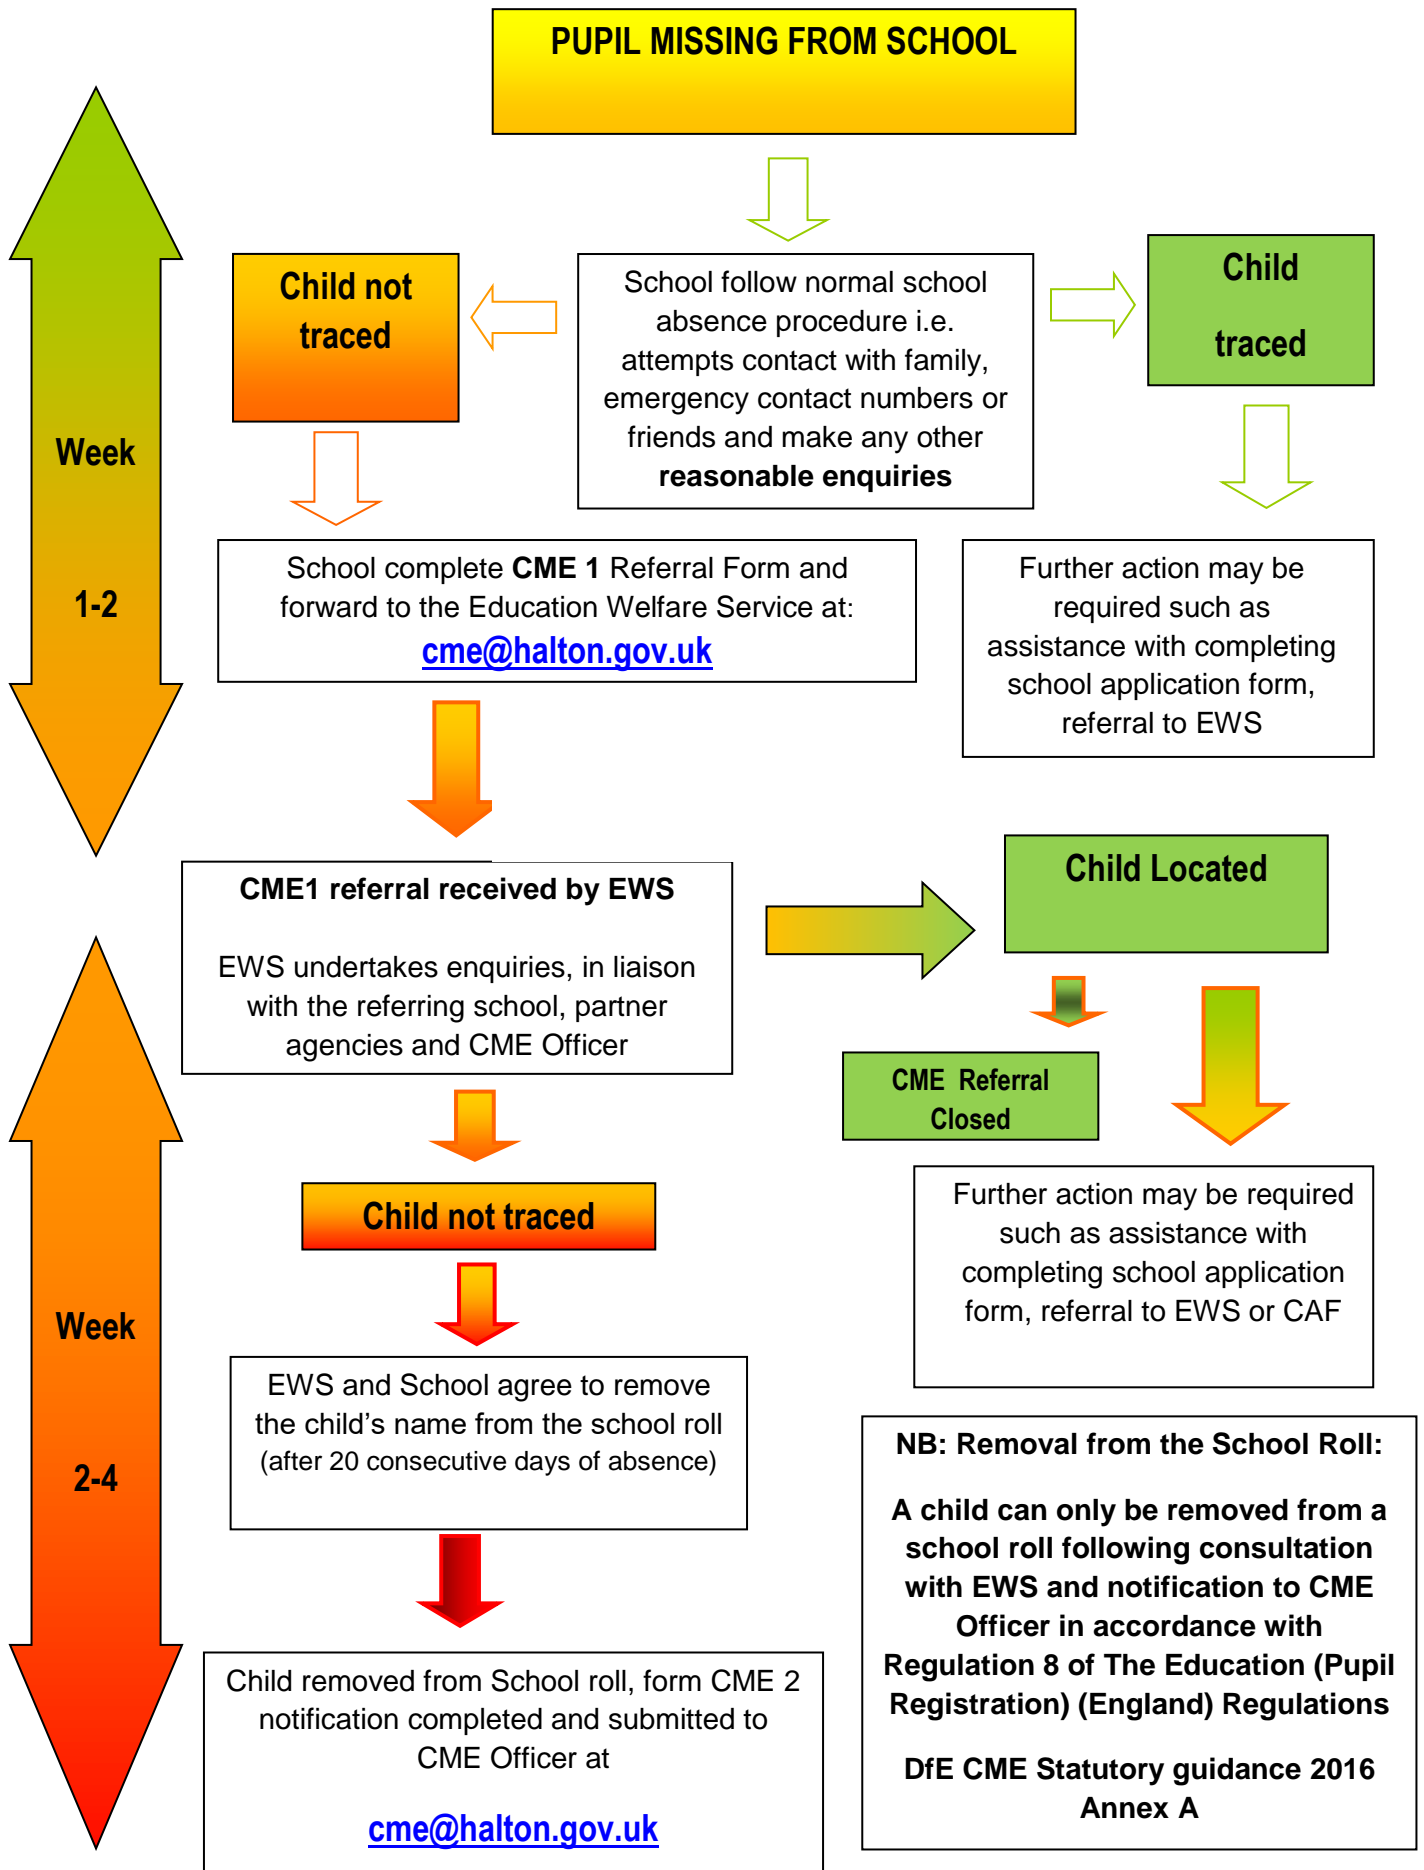 PUPIL MISSING FROM SCHOOL
Week
1-2
Child not
traced
School follow normal school
absence procedure i.e.
attempts contact with family,
emergency contact numbers or
friends and make any other
reasonable enquiries
Child
traced
School complete CME 1 Referral Form and
forward to the Education Welfare Service at:
cme@halton.gov.uk
Further action may be
required such as
assistance with completing
school application form,
referral to EWS
CME1 referral received by EWS
EWS undertakes enquiries, in liaison
with the referring school, partner
agencies and CME Officer
Child Located
CME Referral
Closed
Further action may be required
such as assistance with
completing school application
form, referral to EWS or CAF
Week
2-4
Child not traced
EWS and School agree to remove
the child’s name from the school roll
(after 20 consecutive days of absence)
Child removed from School roll, form CME 2
notification completed and submitted to
CME Officer at
cme@halton.gov.uk
NB: Removal from the School Roll:
A child can only be removed from a
school roll following consultation
with EWS and notification to CME
Officer in accordance with
Regulation 8 of The Education (Pupil
Registration) (England) Regulations
DfE CME Statutory guidance 2016
Annex A